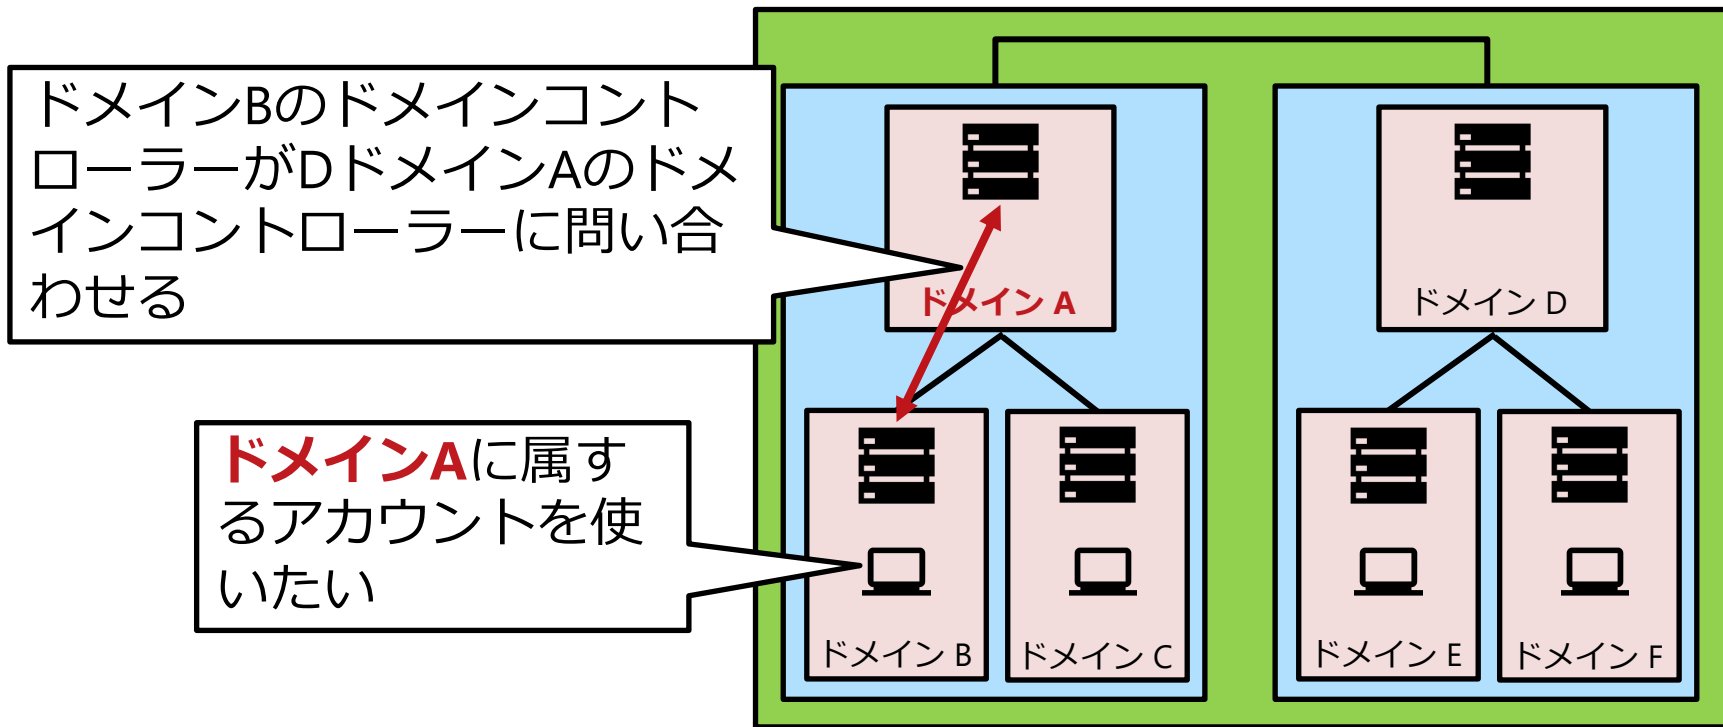 ドメインBのドメインコント
ローラーがDドメインAのドメ
インコントローラーに問い合
わせる
ドメイン A
ドメイン D
ドメインAに属す
るアカウントを使
いたい
ドメイン B
ドメイン C
ドメイン E
ドメイン F